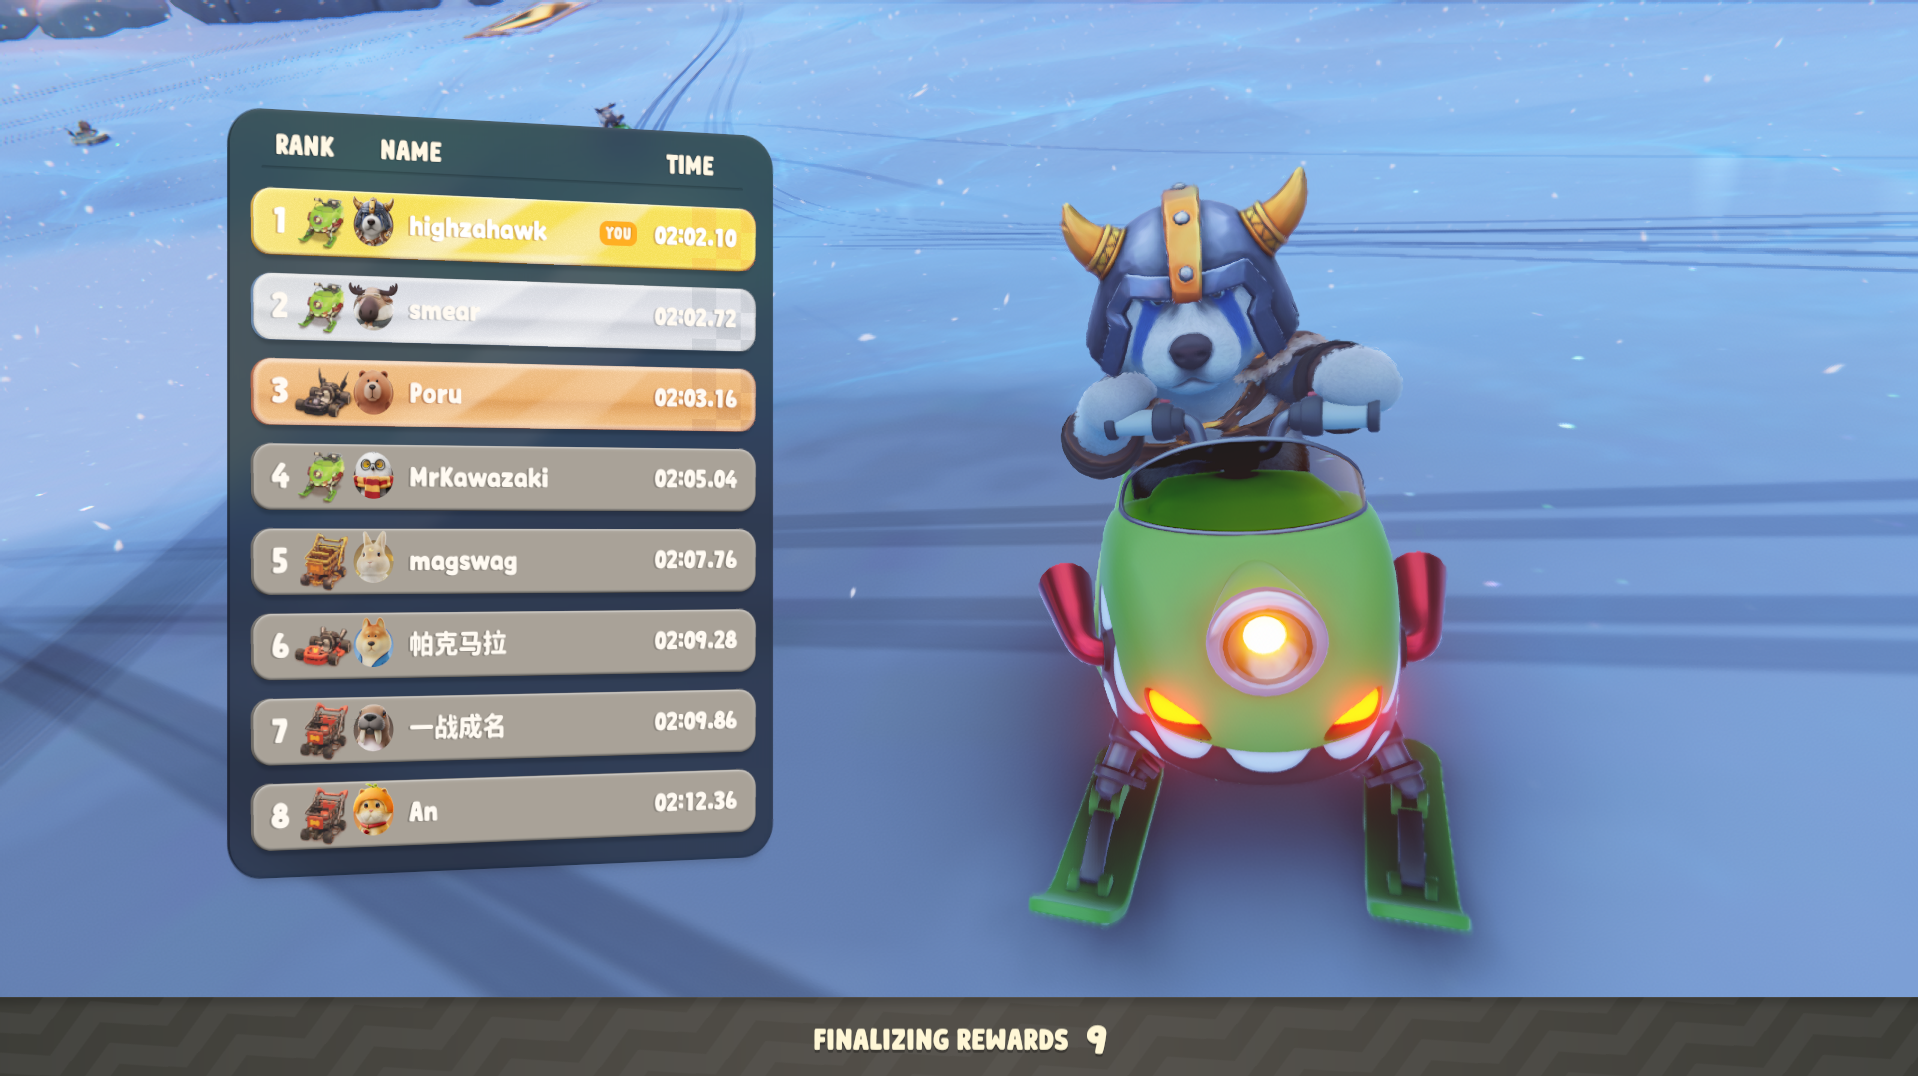 RANK NAME TIME
1 highzahawk YOU 02:02.10
2 smear 02:02.72
3 Poru 02:03.16
4 MrKawazaki 02:05.04
5 magswag 02:07.76
6 帕克马拉 02:09.28
7 一战成名 02:09.86
8 An 02:12.36
FINALIZING REWARDS 9